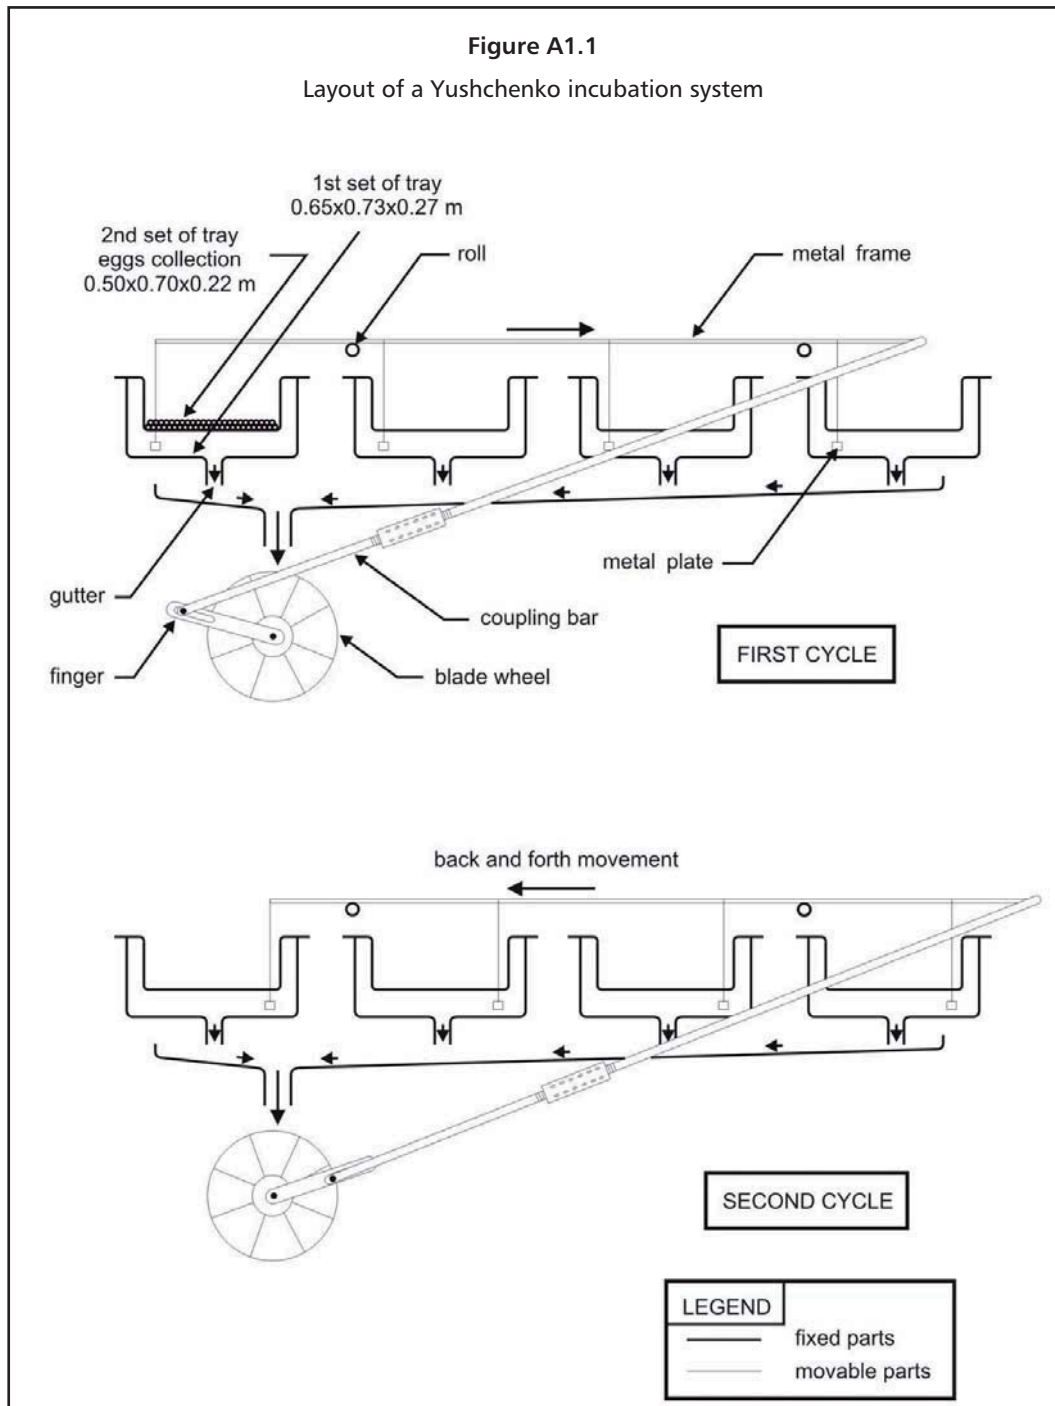 Figure A1.1
Layout of a Yushchenko incubation system
1st set of tray
0.65x0.73x0.27 m
2nd set of tray
eggs collection
0.50x0.70x0.22 m
roll
metal frame
metal plate
gutter
coupling bar
finger
blade wheel
FIRST CYCLE
back and forth movement
SECOND CYCLE
LEGEND
fixed parts
movable parts